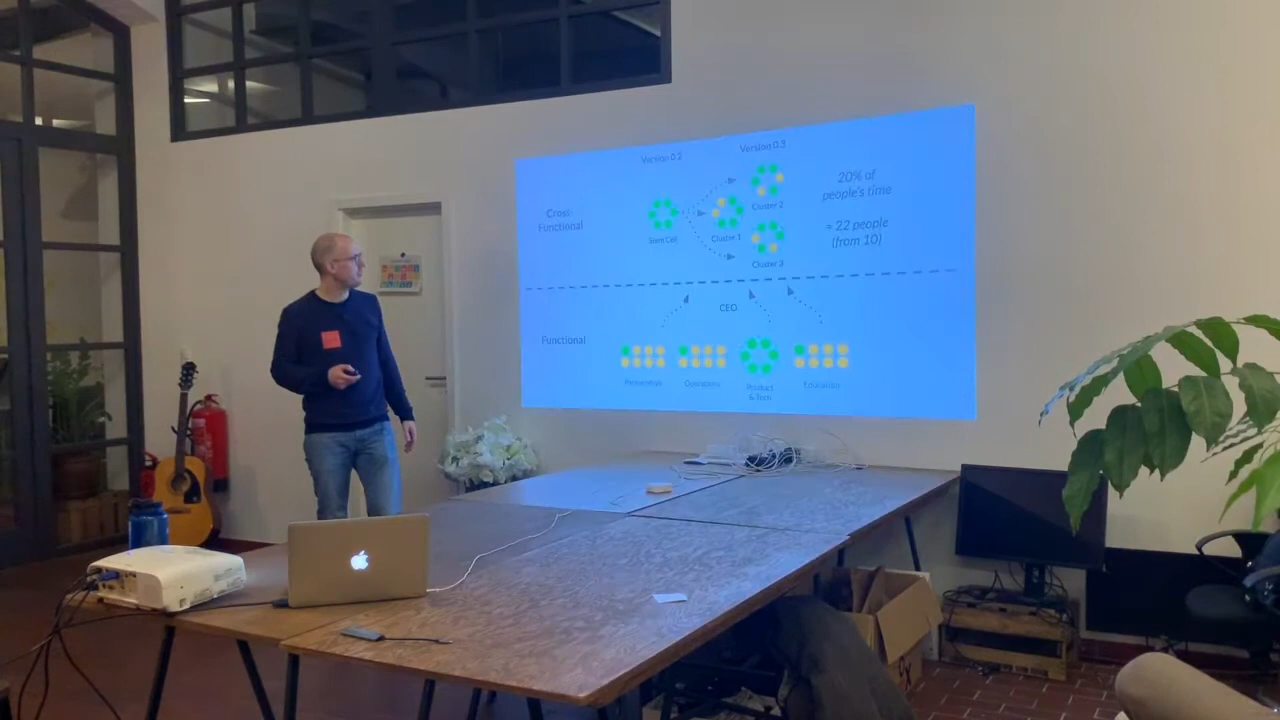 Version 0.2
Version 0.3
Cross-
Functional
Stem Cell
Cluster 1
Cluster 2
Cluster 3
20% of
people's time
≈ 22 people
(from 10)
CEO
Functional
Partnerships
Operations
Product
& Tech
Education